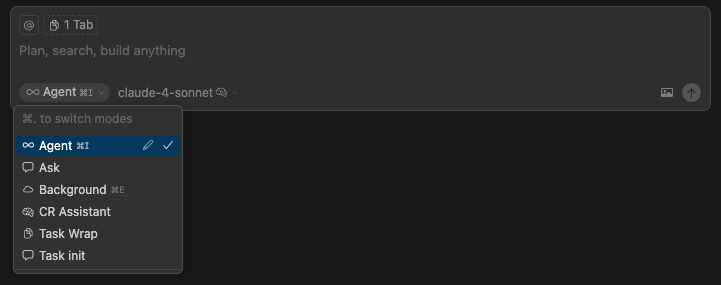 @ 1 Tab
Plan, search, build anything
Agent ⌘I claude-4-sonnet
⌘. to switch modes
Agent ⌘I
Ask
Background ⌘E
CR Assistant
Task Wrap
Task init